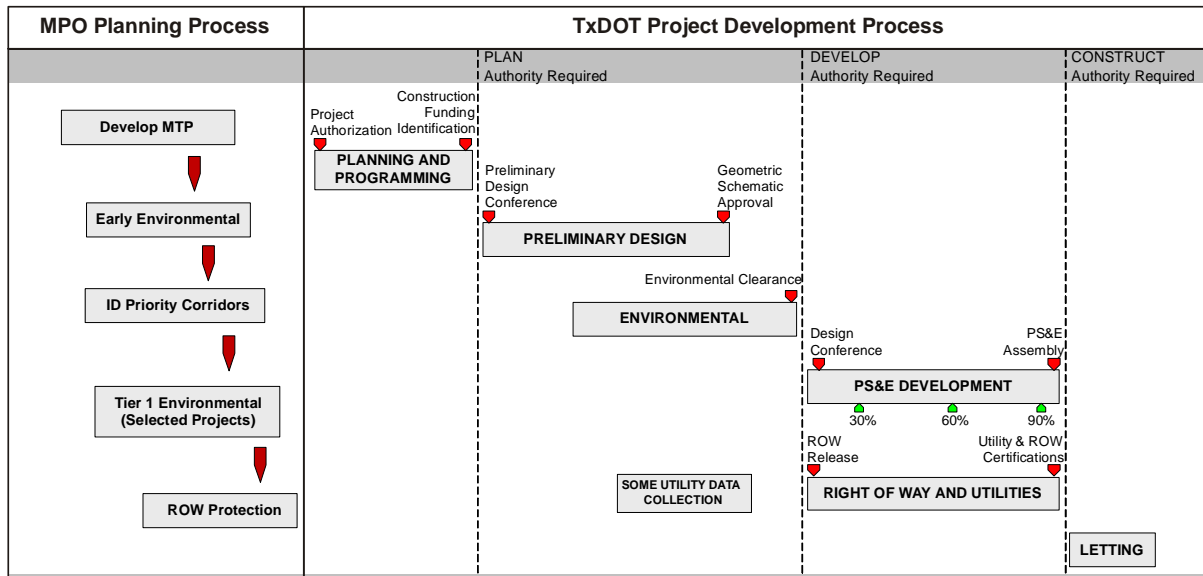 MPO Planning Process
TxDOT Project Development Process
PLAN
Authority Required
DEVELOP
Authority Required
CONSTRUCT
Authority Required
Develop MTP
Early Environmental
ID Priority Corridors
Tier 1 Environmental
(Selected Projects)
ROW Protection
Project
Authorization
Construction
Funding
Identification
PLANNING AND
PROGRAMMING
Preliminary
Design
Conference
Geometric
Schematic
Approval
PRELIMINARY DESIGN
Environmental Clearance
ENVIRONMENTAL
Design
Conference
PS&E
Assembly
PS&E DEVELOPMENT
30%
60%
90%
ROW
Release
Utility & ROW
Certifications
SOME UTILITY DATA
COLLECTION
RIGHT OF WAY AND UTILITIES
LETTING